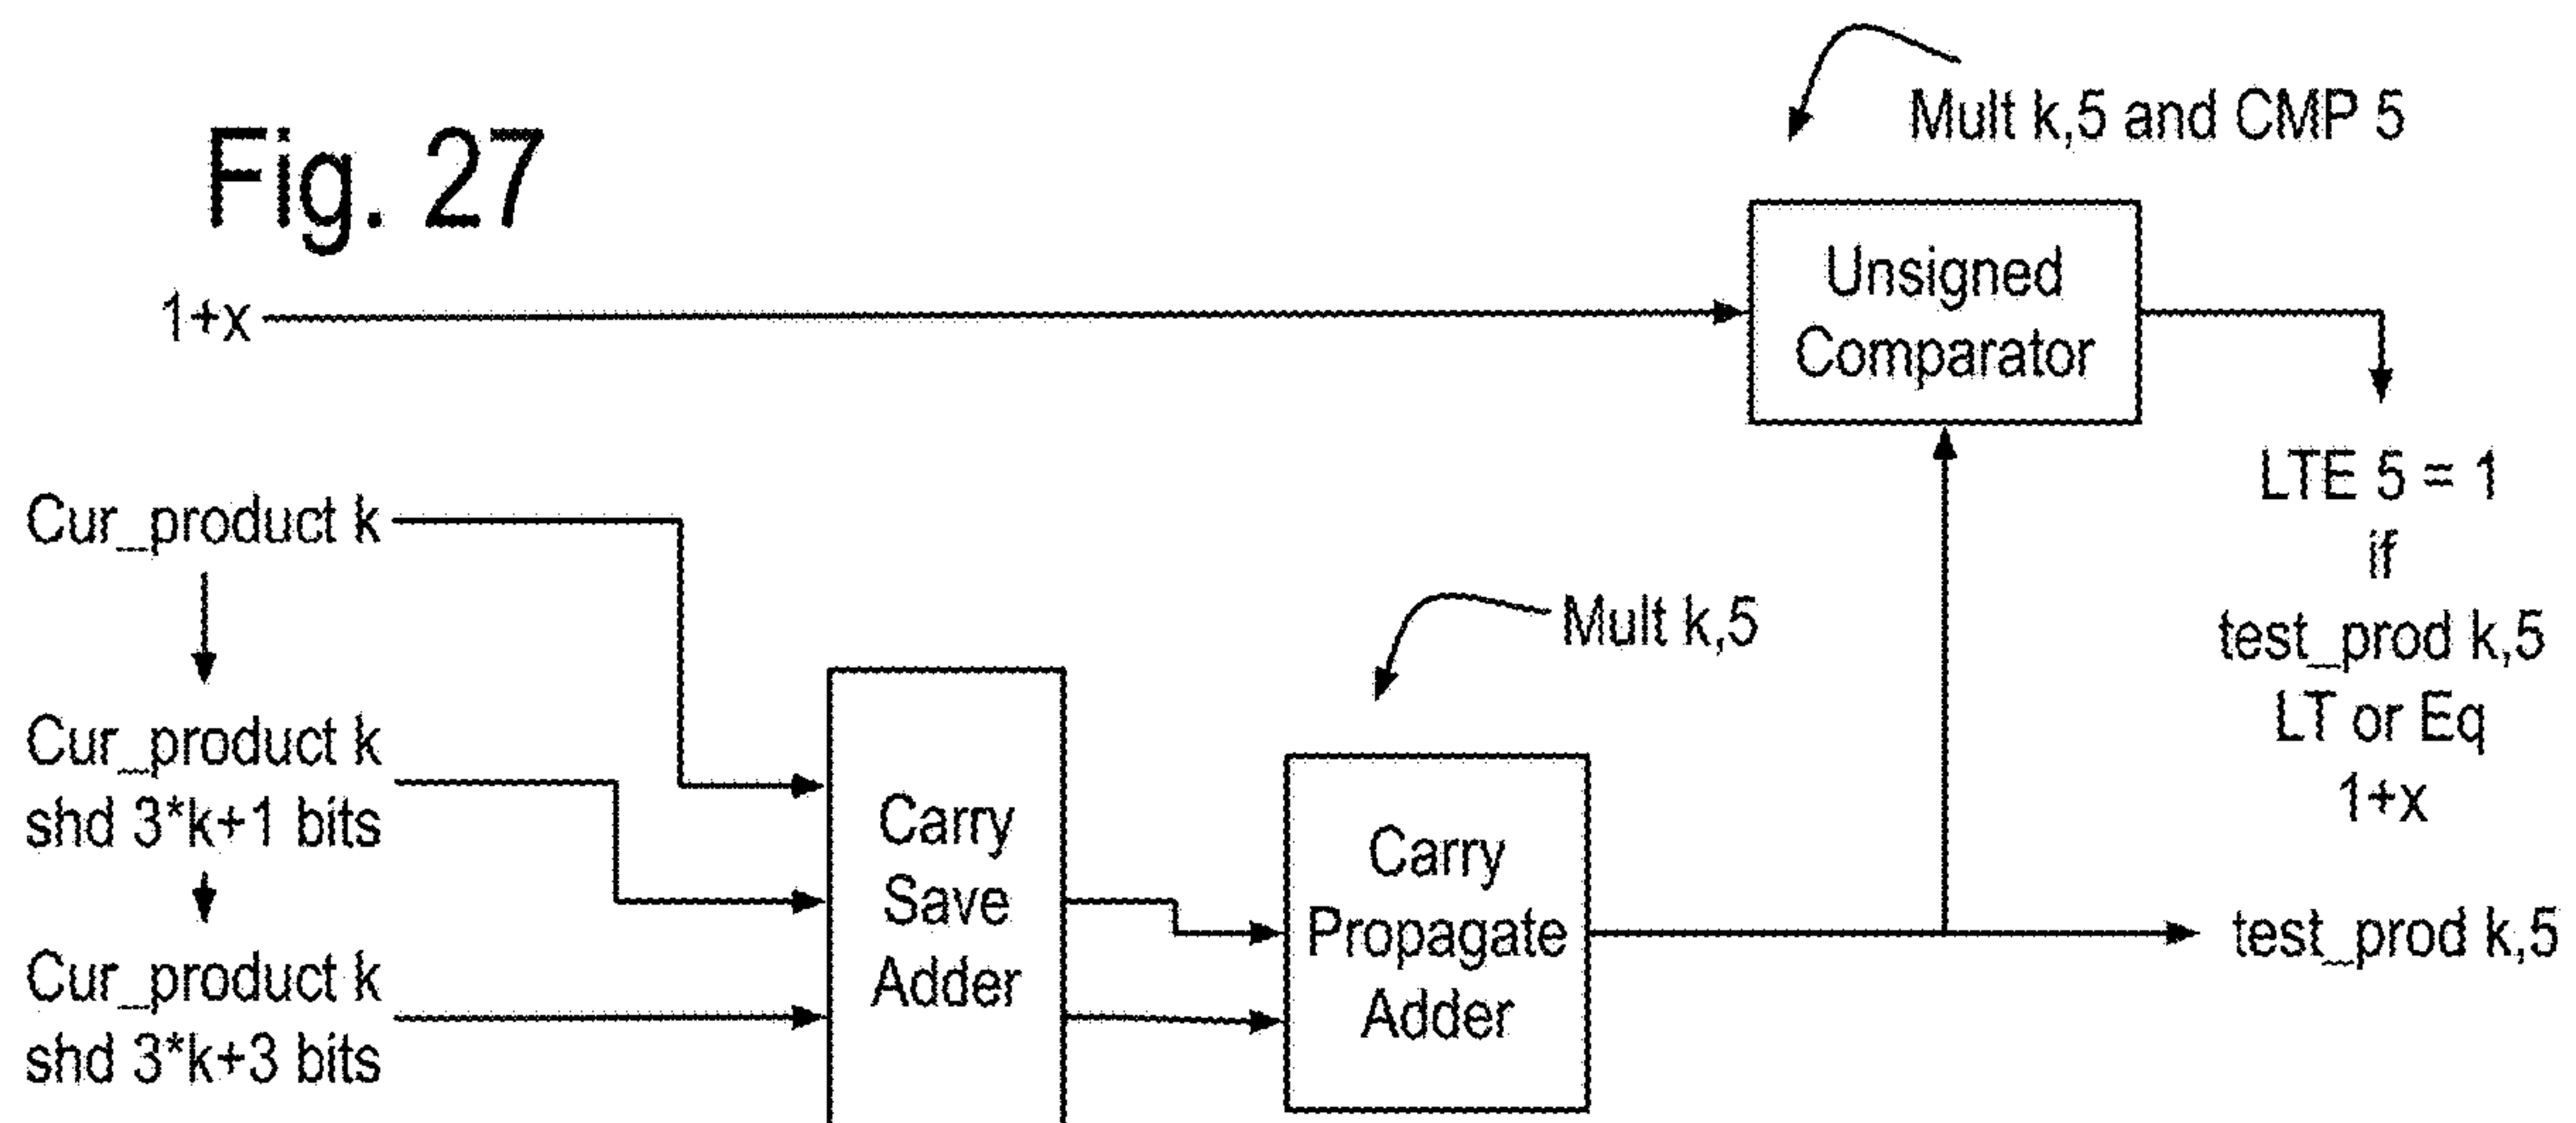 Fig. 27
Mult k,5 and CMP 5
1+x
Unsigned
Comparator
Cur_product k
LTE 5 = 1
if
test_prod k,5
LT or Eq
1+x
Mult k,5
Cur_product k
shd 3*k+1 bits
Carry
Save
Adder
Carry
Propagate
Adder
test_prod k,5
Cur_product k
shd 3*k+3 bits